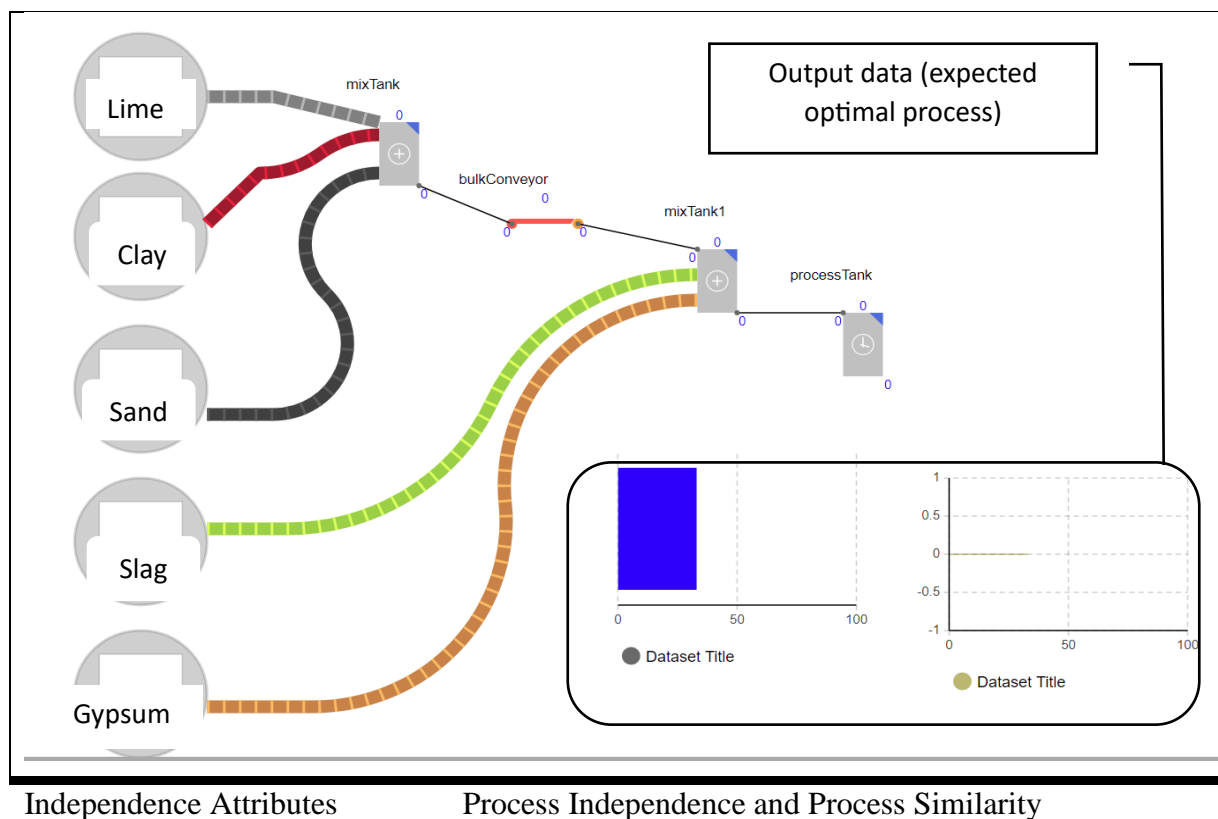 Output data (expected
optimal process)
mixTank
Lime
0
0
bulkConveyor
0
0
0
Clay
mixTank1
0
0
0
processTank
0
0
0
Sand
Slag
Gypsum
0
50
100
Dataset Title
1
0.5
0
-0.5
-1
0
50
100
Dataset Title
Independence Attributes
Process Independence and Process Similarity